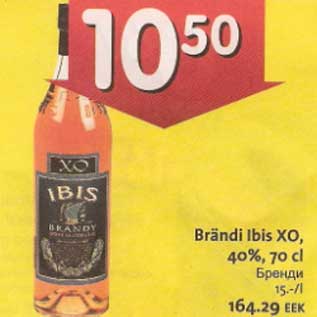 10.50
XO
IBIS
BRANDY
Brändi Ibis XO,
40%, 70 cl
Бренди
15.-/l
164.29 EEK